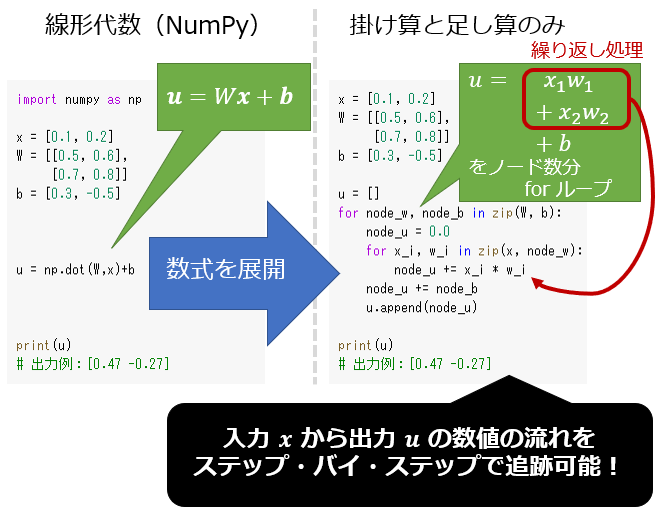 線形代数（NumPy）
掛け算と足し算のみ
繰り返し処理
import numpy as np
x = [0.1, 0.2]
W = [[0.5, 0.6],
[0.7, 0.8]]
b = [0.3, -0.5]
u = np.dot(W,x)+b
print(u)
# 出力例：[0.47 -0.27]
u = Wx + b
数式を展開
x = [0.1, 0.2]
W = [[0.5, 0.6],
[0.7, 0.8]]
b = [0.3, -0.5]
u = []
for node_w, node_b in zip(W, b):
node_u = 0.0
for x_i, w_i in zip(x, node_w):
node_u += x_i * w_i
node_u += node_b
u.append(node_u)
print(u)
# 出力例：[0.47 -0.27]
u = x₁w₁
+ x₂w₂
+ b
をノード数分
for ループ
入力 x から出力 u の数値の流れを
ステップ・バイ・ステップで追跡可能！